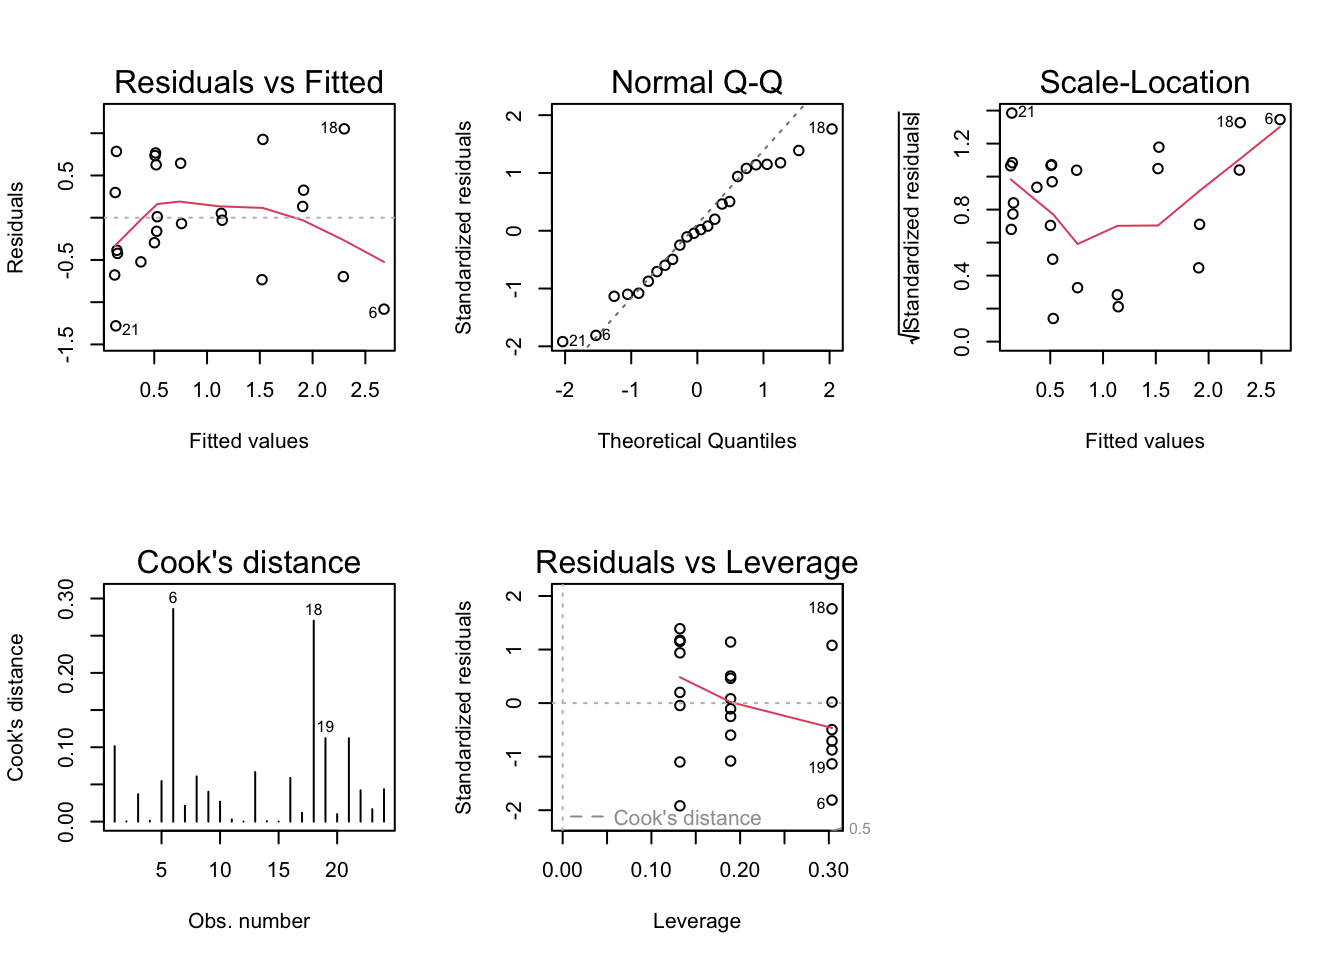 Residuals vs Fitted
Residuals
0.5
-0.5
-1.5
18
21
6
0.5 1.0 1.5 2.0 2.5
Fitted values
Normal Q-Q
Standardized residuals
2
1
0
-1
-2
18
21
6
-2 -1 0 1 2
Theoretical Quantiles
Scale-Location
√|Standardized residuals|
1.2
0.8
0.4
0.0
21
18
6
0.5 1.0 1.5 2.0 2.5
Fitted values
Cook's distance
Cook's distance
0.30
0.20
0.10
0.00
6
18
19
5 10 15 20
Obs. number
Residuals vs Leverage
Standardized residuals
2
1
0
-1
-2
18
19
6
Cook's distance
0.5
0.00 0.10 0.20 0.30
Leverage